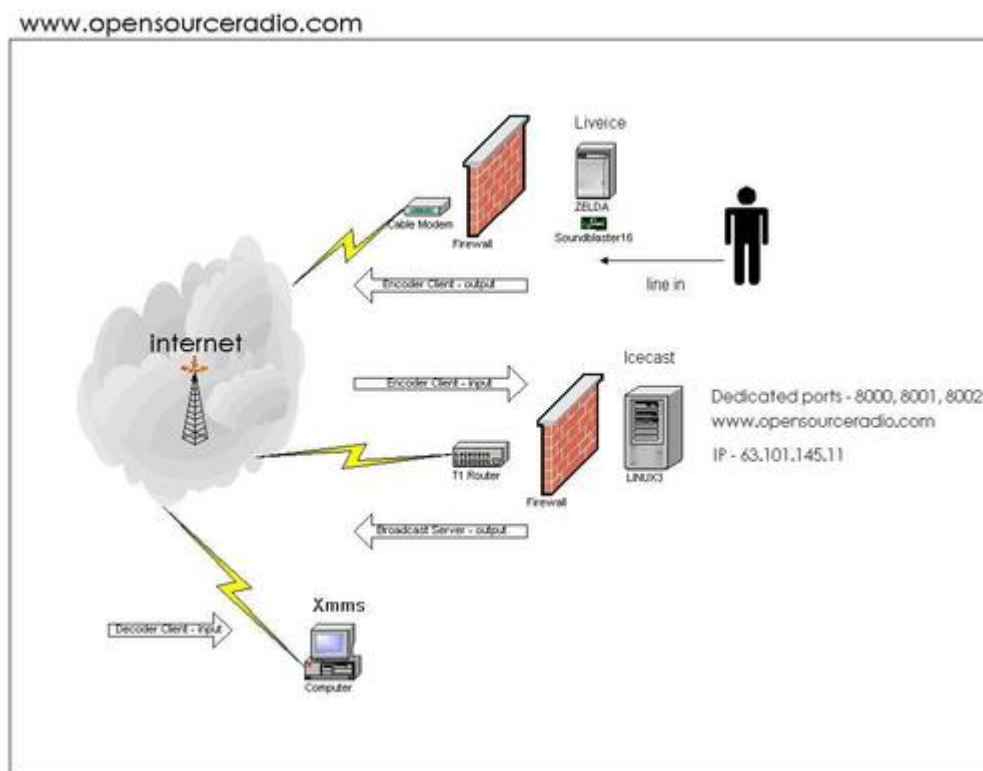 www.opensourceradio.com
Liveice
ZELDA
Cable Modem
Soundblaster16
Firewall
Encoder Client - output
line in
internet
Icecast
Encoder Client - input
Dedicated ports - 8000, 8001, 8002
www.opensourceradio.com
IP - 63.101.145.11
T1 Router
LINUX3
Firewall
Broadcast Server - output
Xmms
Decoder Client - input
Computer